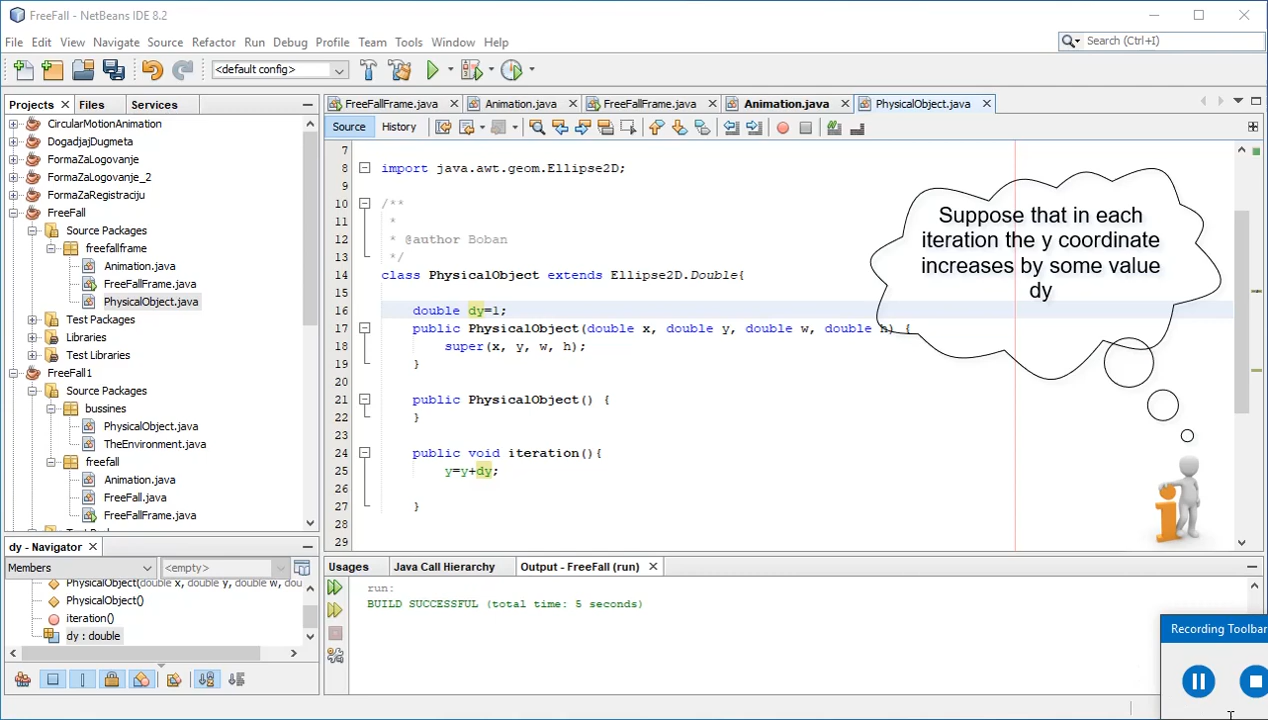 FreeFall - NetBeans IDE 8.2
File Edit View Navigate Source Refactor Run Debug Profile Team Tools Window Help
Search (Ctrl+I)
<default config>
Projects Files Services
FreeFallFrame.java Animation.java FreeFallFrame.java Animation.java PhysicalObject.java
Source History
CircularMotionAnimation
DogadjajDugmeta
FormaZaLogovanje
FormaZaLogovanje_2
FormaZaRegistraciju
FreeFall
Source Packages
freefallframe
Animation.java
FreeFallFrame.java
PhysicalObject.java
Test Packages
Libraries
Test Libraries
FreeFall1
Source Packages
bussines
PhysicalObject.java
TheEnvironment.java
freefall
Animation.java
FreeFall.java
FreeFallFrame.java
7
8 import java.awt.geom.Ellipse2D;
9
10 /**
11 *
12 * @author Boban
13 */
14 class PhysicalObject extends Ellipse2D.Double{
15
16 double dy=1;
17 public PhysicalObject(double x, double y, double w, double h) {
18 super(x, y, w, h);
19 }
20
21 public PhysicalObject() {
22 }
23
24 public void iteration(){
25 y=y+dy;
26
27 }
28
29
Suppose that in each
iteration the y coordinate
increases by some value
dy
dy - Navigator
Members <empty>
PhysicalObject(double x, double y, double w, dou
PhysicalObject()
iteration()
dy : double
Usages Java Call Hierarchy Output - FreeFall (run)
run:
BUILD SUCCESSFUL (total time: 5 seconds)
Recording Toolbar